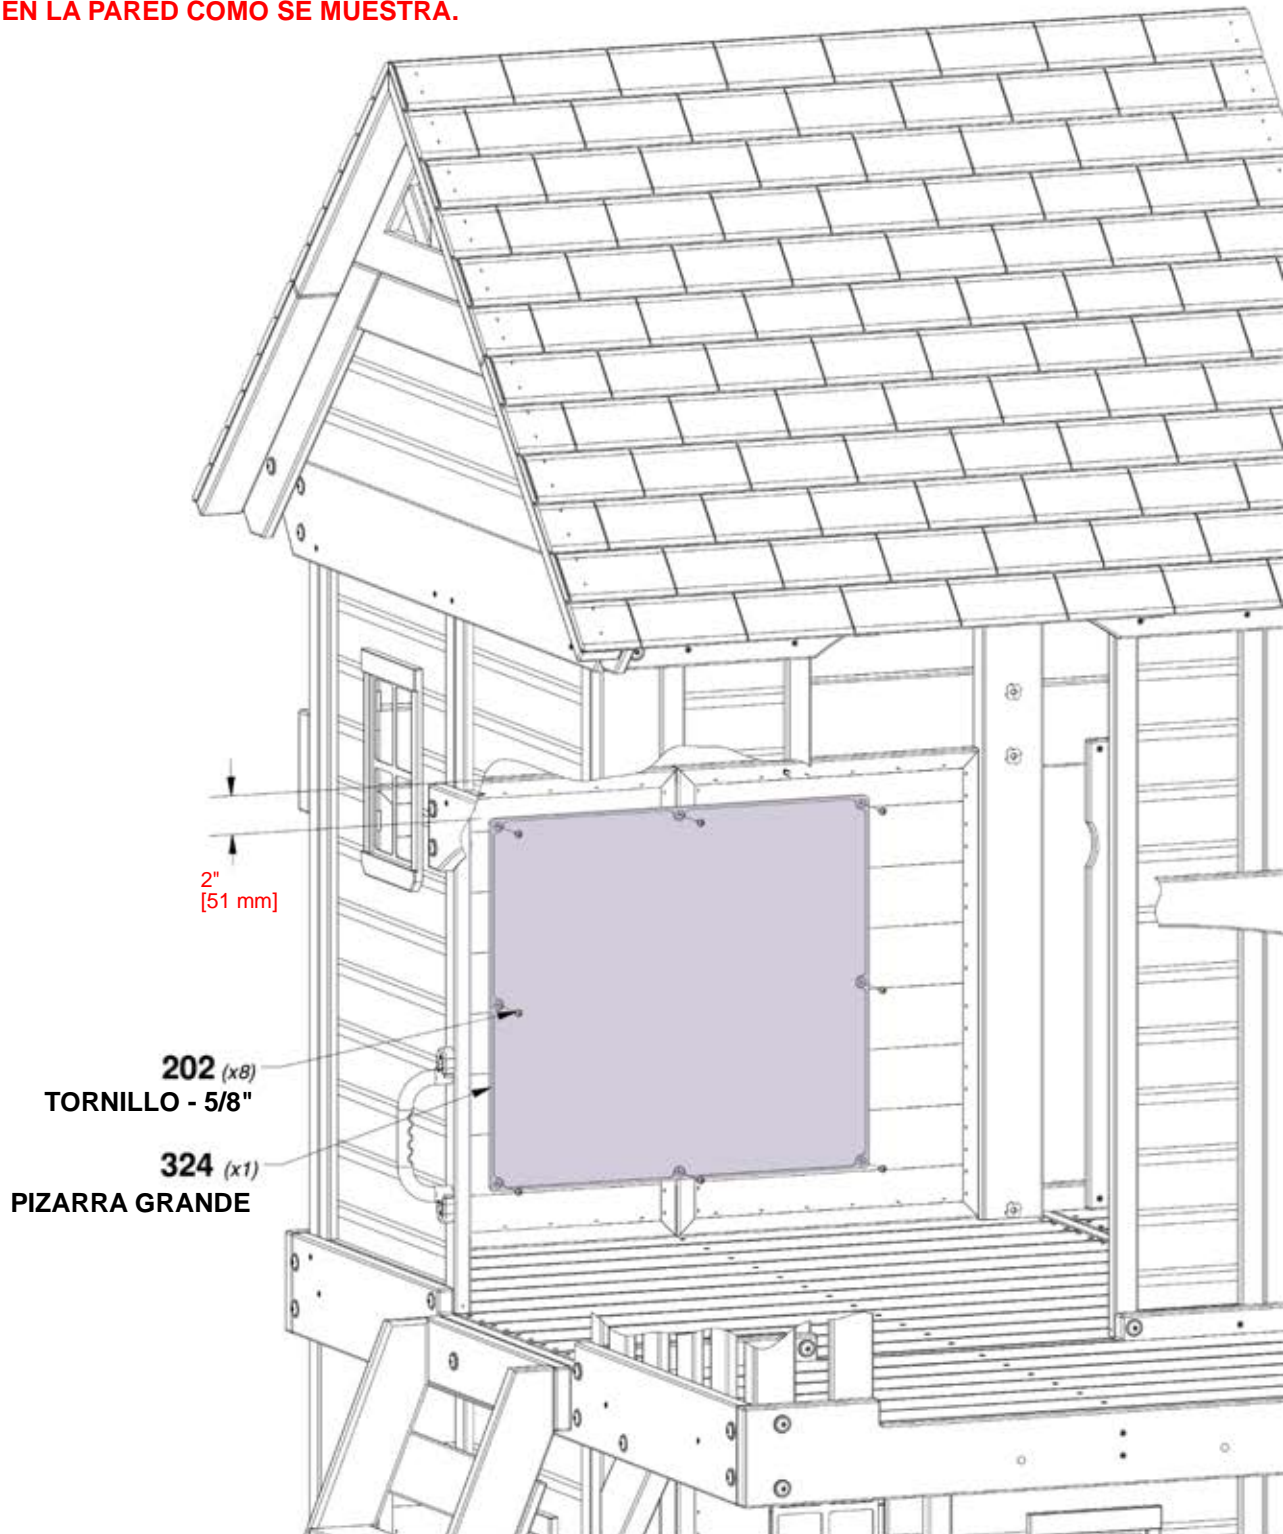 EN LA PARED COMO SE MUESTRA.
2"
[51 mm]
202 (x8)
TORNILLO - 5/8"
324 (x1)
PIZARRA GRANDE